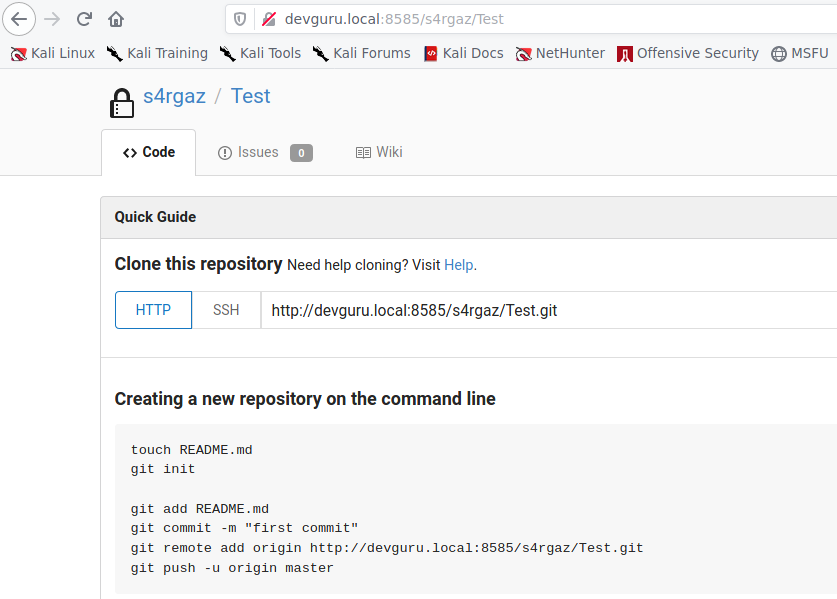 devguru.local:8585/s4rgaz/Test
Kali Linux Kali Training Kali Tools Kali Forums Kali Docs NetHunter Offensive Security MSFU
s4rgaz / Test
Code Issues 0 Wiki
Quick Guide
Clone this repository Need help cloning? Visit Help.
HTTP SSH http://devguru.local:8585/s4rgaz/Test.git
Creating a new repository on the command line
touch README.md
git init
git add README.md
git commit -m "first commit"
git remote add origin http://devguru.local:8585/s4rgaz/Test.git
git push -u origin master